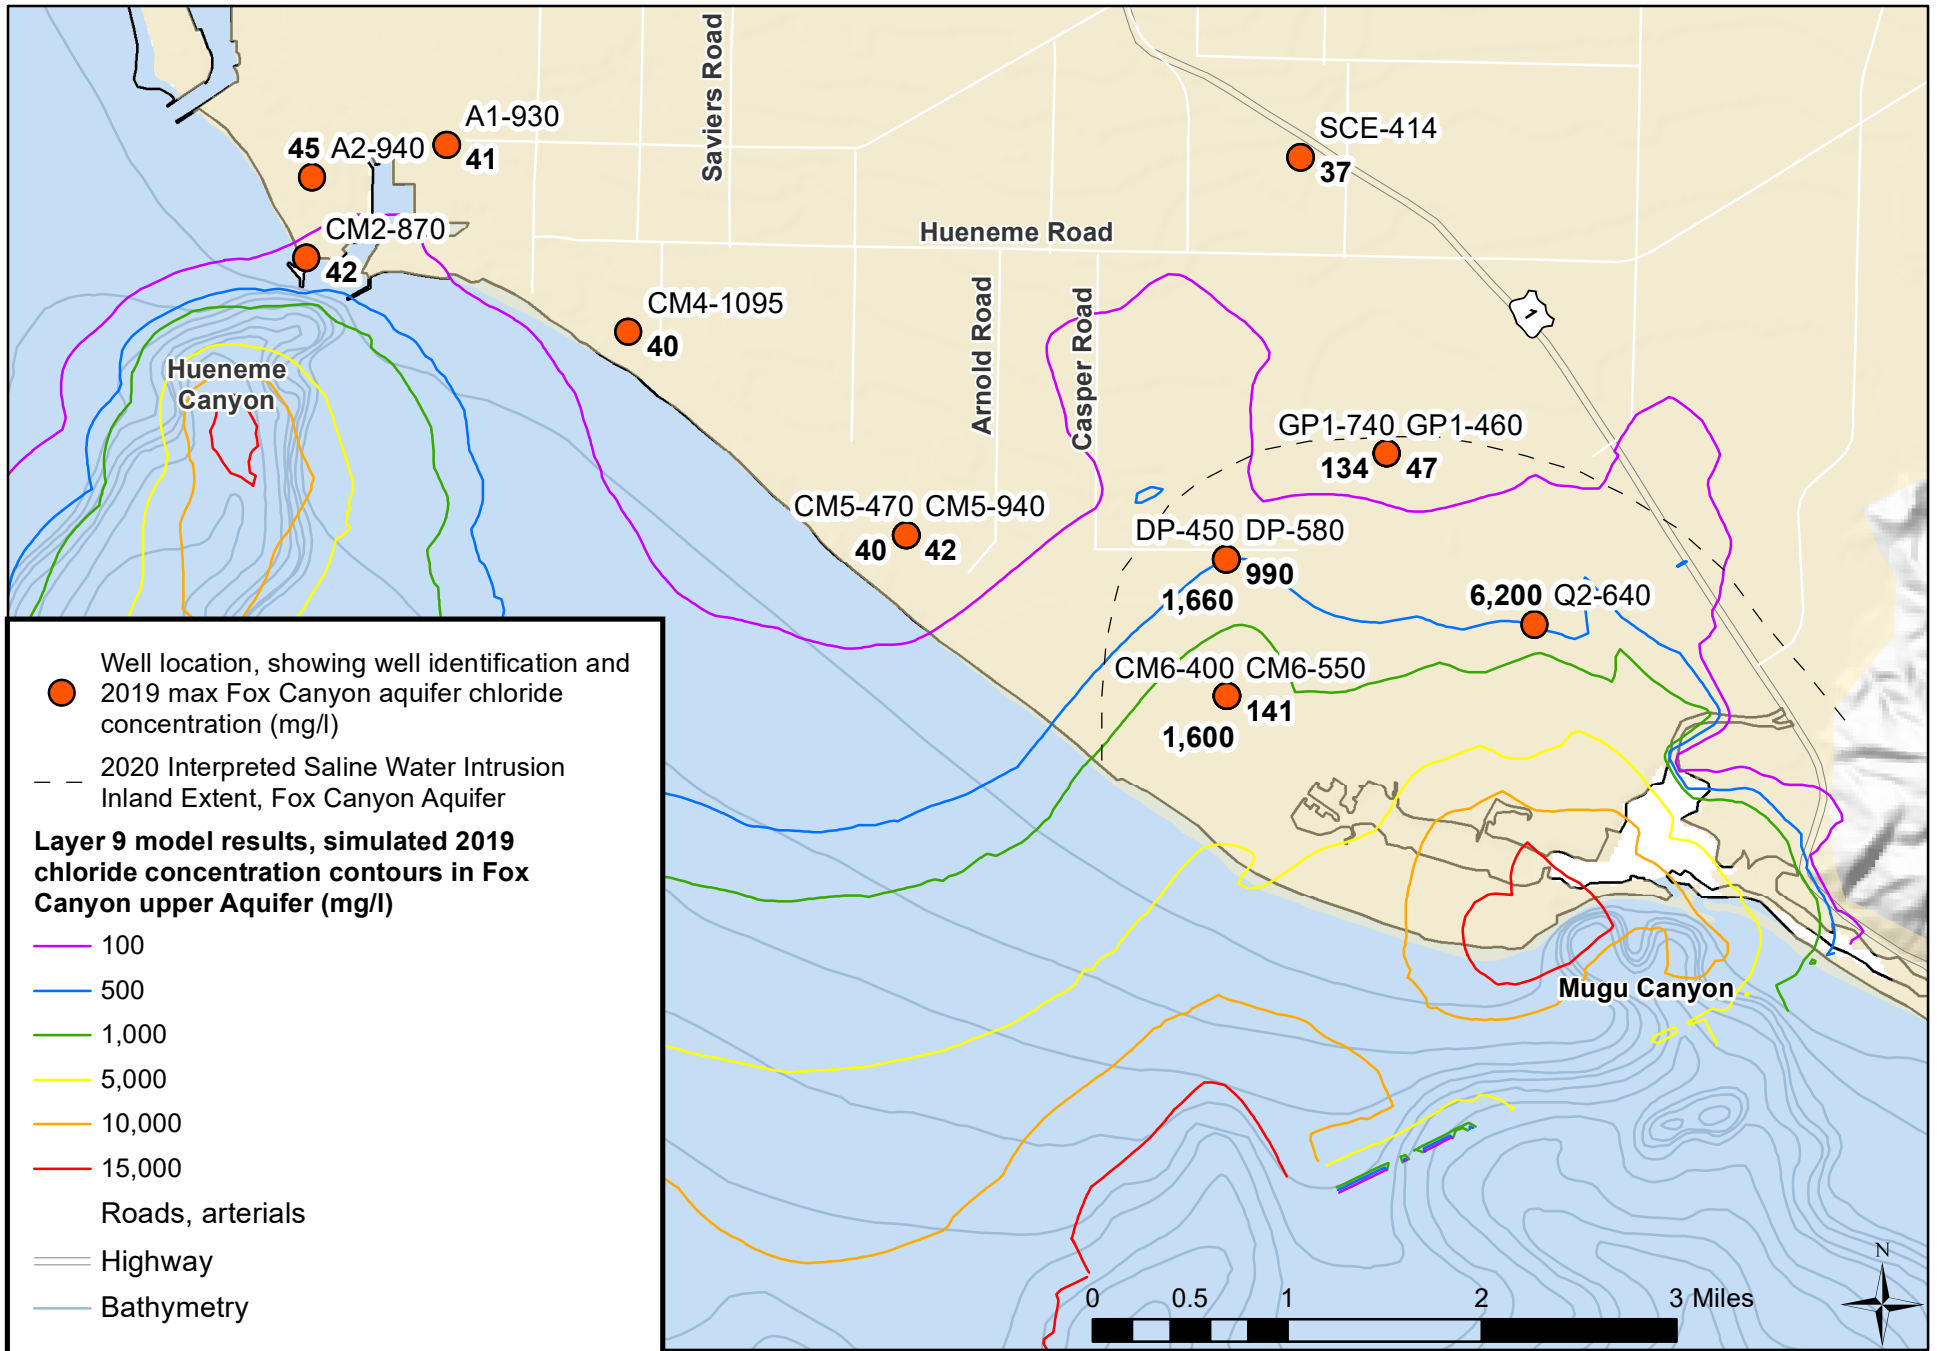 Saviers Road
A1-930
41
45 A2-940
SCE-414
37
CM2-870
42
Hueneme Road
CM4-1095
40
Arnold Road
Casper Road
1
Hueneme
Canyon
GP1-740 GP1-460
134 47
CM5-470 CM5-940
40 42
DP-450 DP-580
990
1,660
6,200 Q2-640
CM6-400 CM6-550
141
1,600
Mugu Canyon
Well location, showing well identification and
2019 max Fox Canyon aquifer chloride
concentration (mg/l)
2020 Interpreted Saline Water Intrusion
Inland Extent, Fox Canyon Aquifer
Layer 9 model results, simulated 2019
chloride concentration contours in Fox
Canyon upper Aquifer (mg/l)
100
500
1,000
5,000
10,000
15,000
Roads, arterials
Highway
Bathymetry
0 0.5 1 2 3 Miles
N